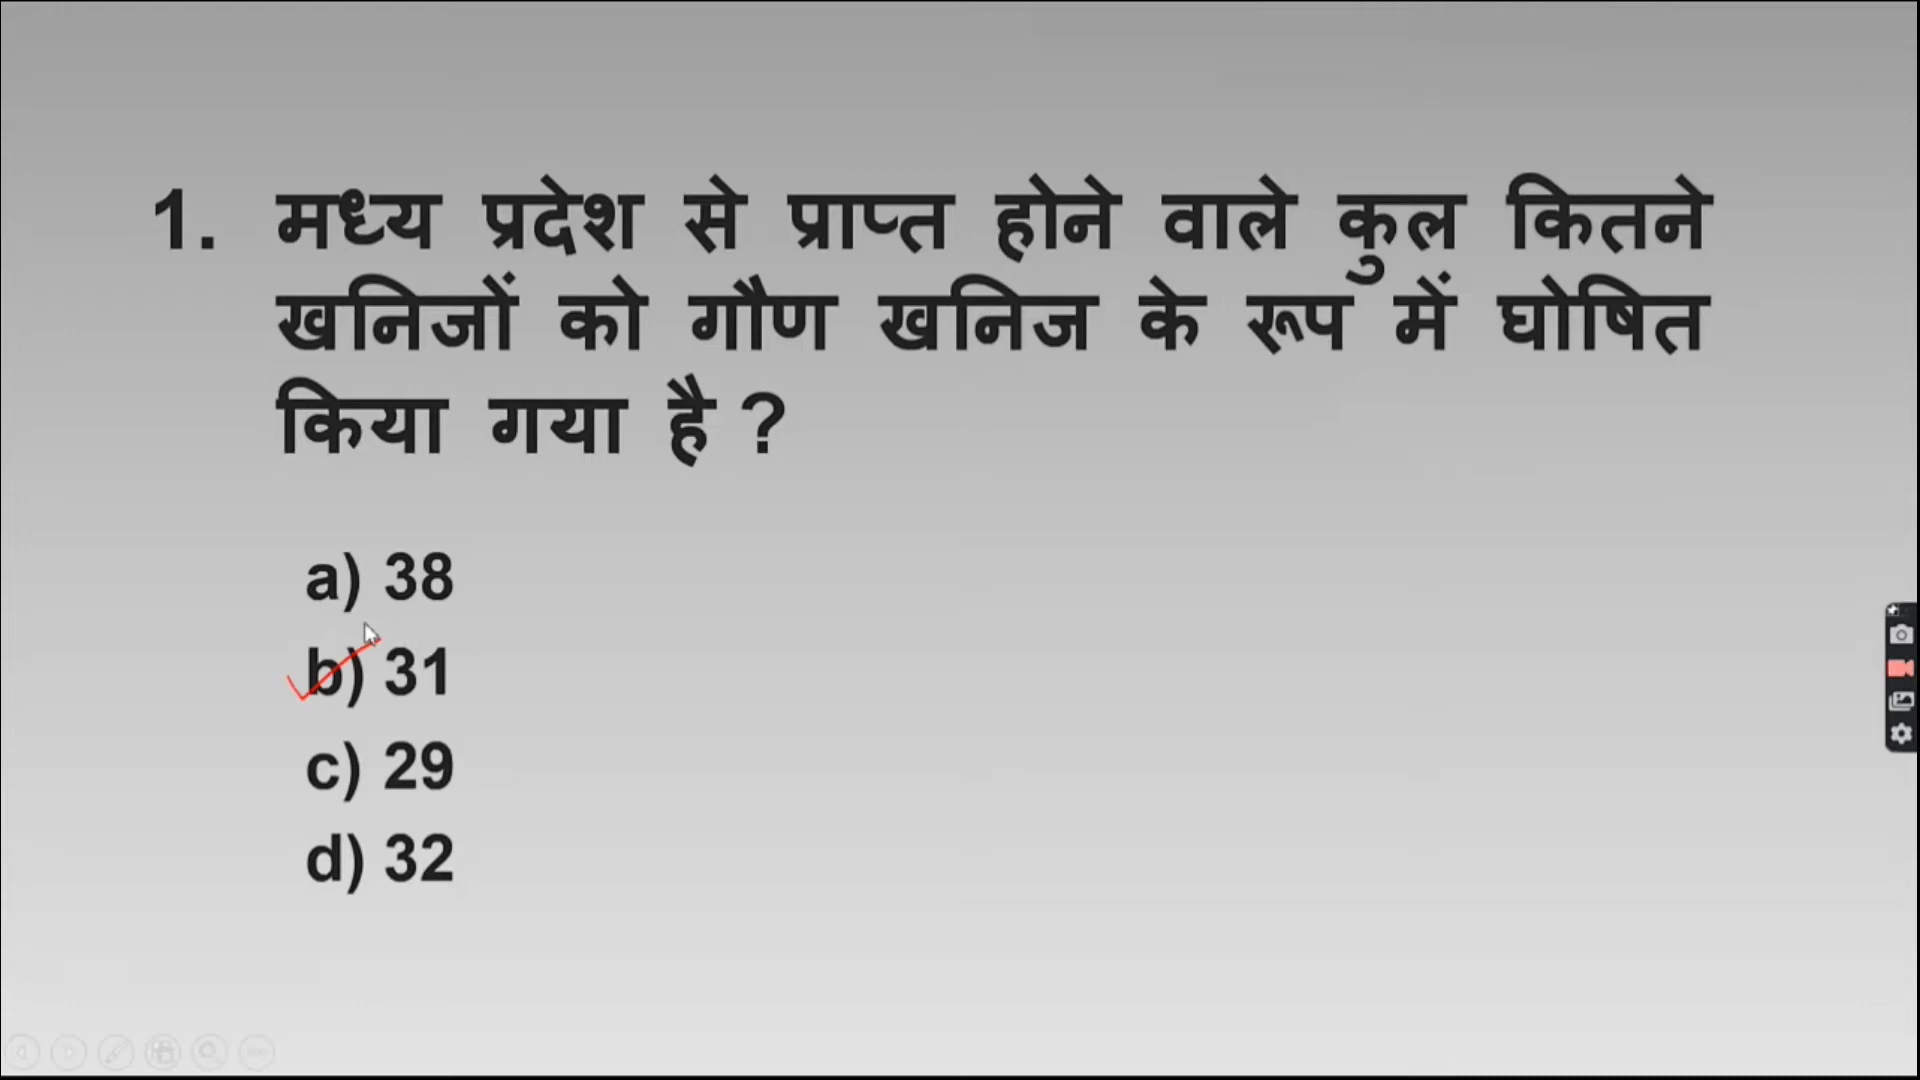 1. मध्य प्रदेश से प्राप्त होने वाले कुल कितने
खनिजों को गौण खनिज के रूप में घोषित
किया गया है ?
a) 38
b) 31
c) 29
d) 32